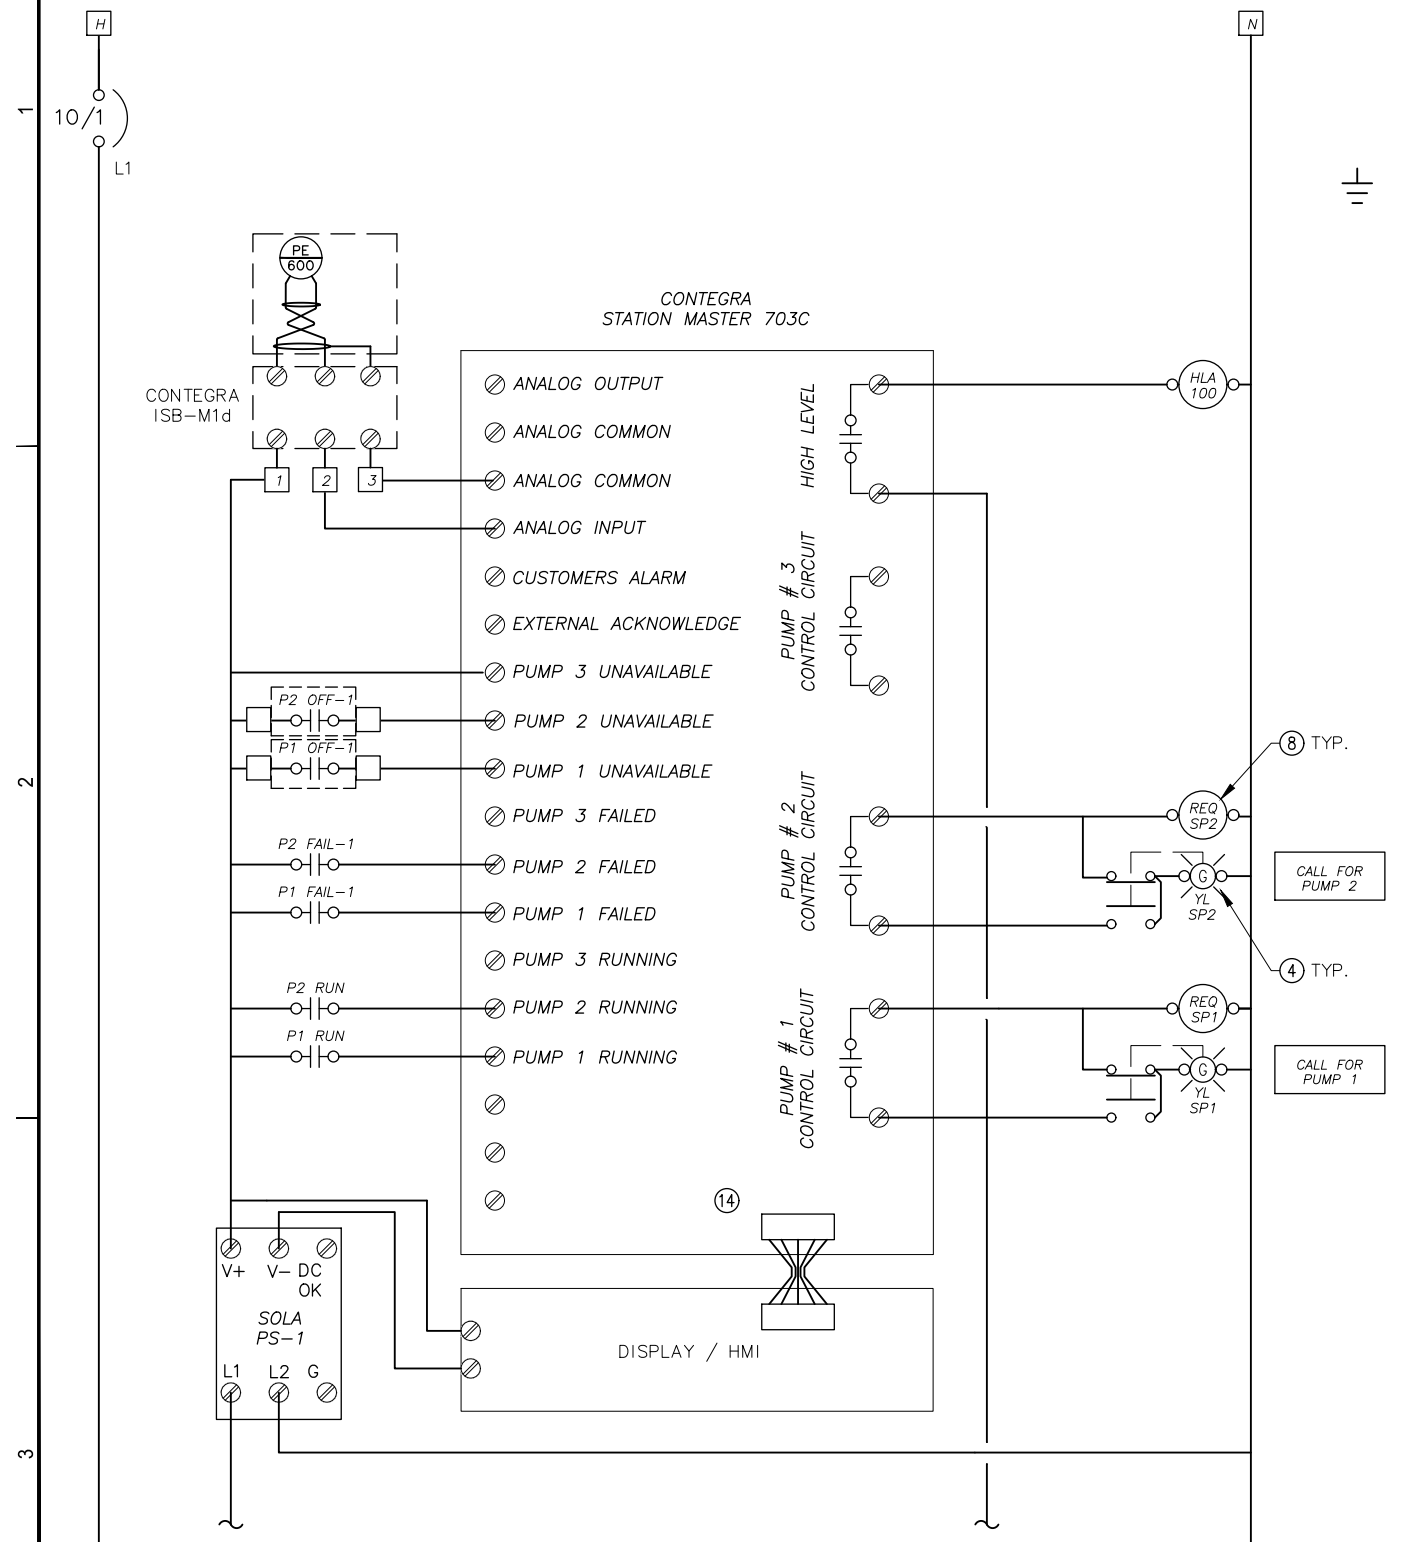 H
N
1
10/1
L1
PE
600
CONTEGRA
STATION MASTER 703C
CONTEGRA
ISB-M1d
1
2
3
ANALOG OUTPUT
ANALOG COMMON
ANALOG COMMON
ANALOG INPUT
CUSTOMERS ALARM
EXTERNAL ACKNOWLEDGE
PUMP 3 UNAVAILABLE
PUMP 2 UNAVAILABLE
PUMP 1 UNAVAILABLE
PUMP 3 FAILED
PUMP 2 FAILED
PUMP 1 FAILED
PUMP 3 RUNNING
PUMP 2 RUNNING
PUMP 1 RUNNING
HIGH LEVEL
PUMP # 3
CONTROL CIRCUIT
PUMP # 2
CONTROL CIRCUIT
PUMP # 1
CONTROL CIRCUIT
HLA
100
P2 OFF-1
P1 OFF-1
P2 FAIL-1
P1 FAIL-1
P2 RUN
P1 RUN
2
8 TYP.
REQ
SP2
G
YL
SP2
CALL FOR
PUMP 2
4 TYP.
REQ
SP1
G
YL
SP1
CALL FOR
PUMP 1
14
V+ V- DC
OK
SOLA
PS-1
L1 L2 G
DISPLAY / HMI
3